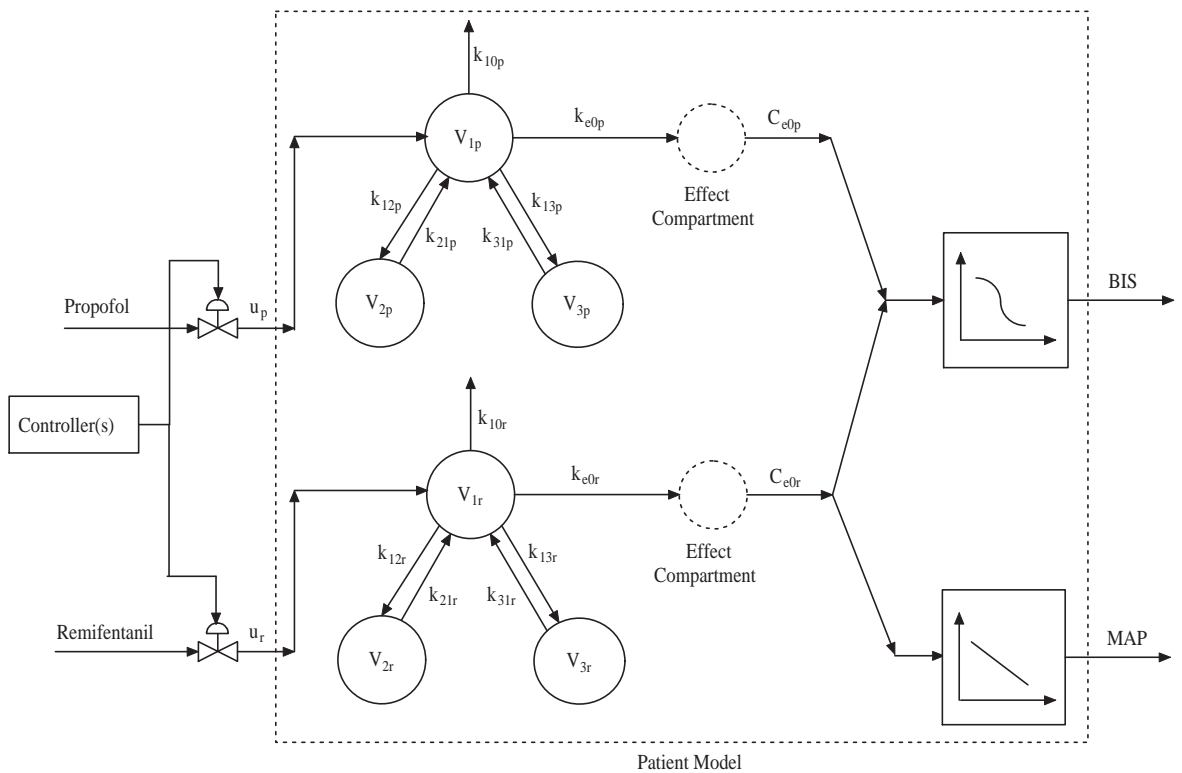 k10p
V1p
ke0p
Ce0p
Effect
Compartment
k12p
k21p
k13p
k31p
V2p
V3p
Propofol
up
BIS
Controller(s)
k10r
V1r
ke0r
Ce0r
Effect
Compartment
k12r
k21r
k13r
k31r
V2r
V3r
Remifentanil
ur
MAP
Patient Model